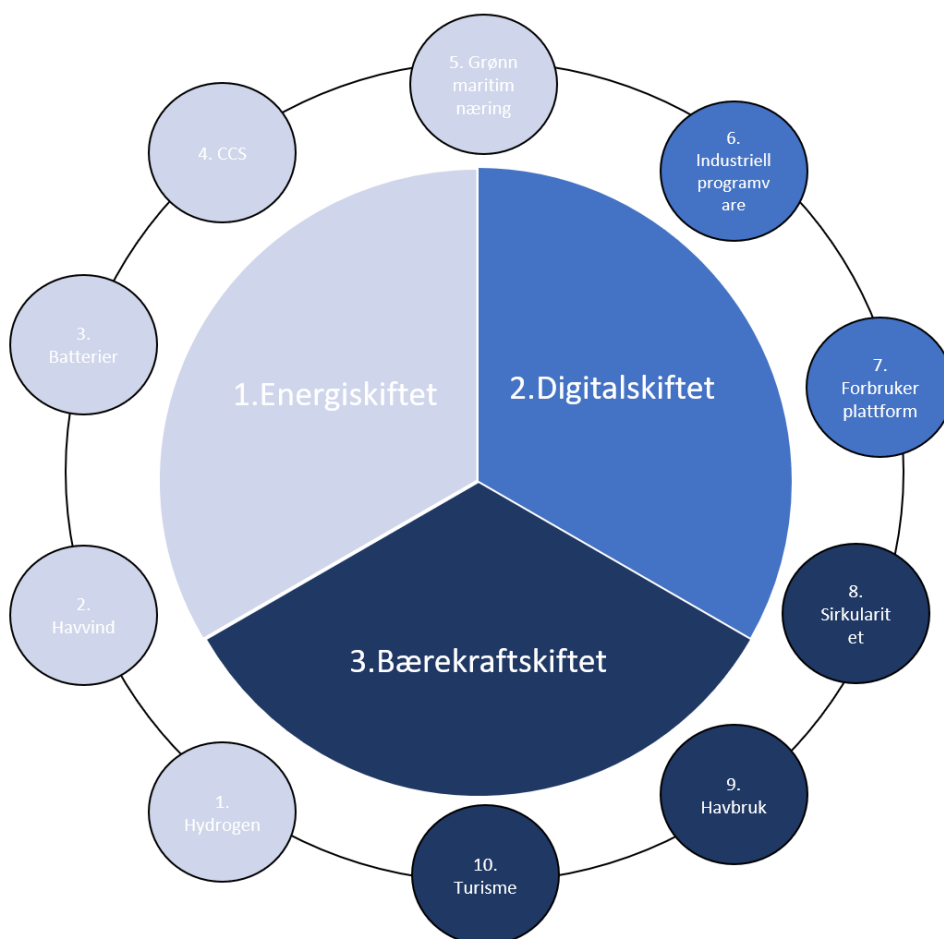 5. Grønn
maritim
næring
4. CCS
6.
Industriell
programv
are
3.
Batterier
7.
Forbruker
plattform
1.Energiskiftet
2.Digitalskiftet
2.
Havvind
8.
Sirkularit
et
3.Bærekraftskiftet
1.
Hydrogen
9.
Havbruk
10.
Turisme